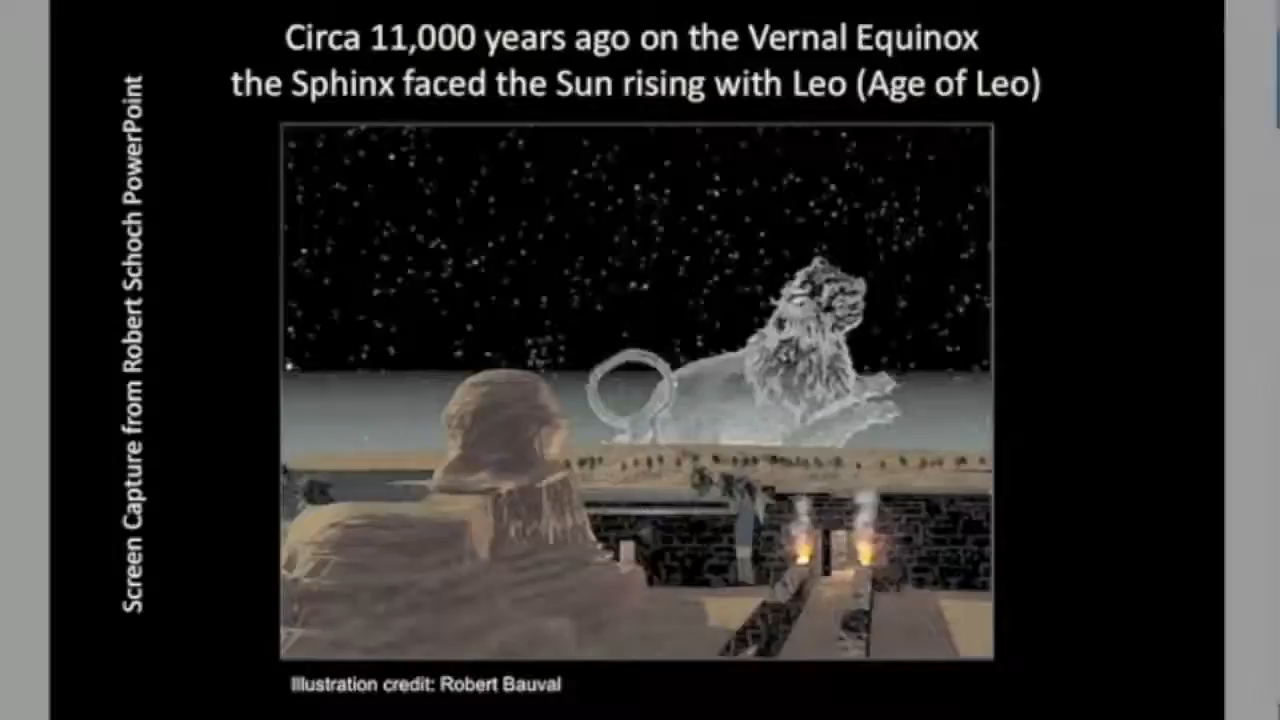 Circa 11,000 years ago on the Vernal Equinox
the Sphinx faced the Sun rising with Leo (Age of Leo)
Screen Capture from Robert Schoch PowerPoint
Illustration credit: Robert Bauval